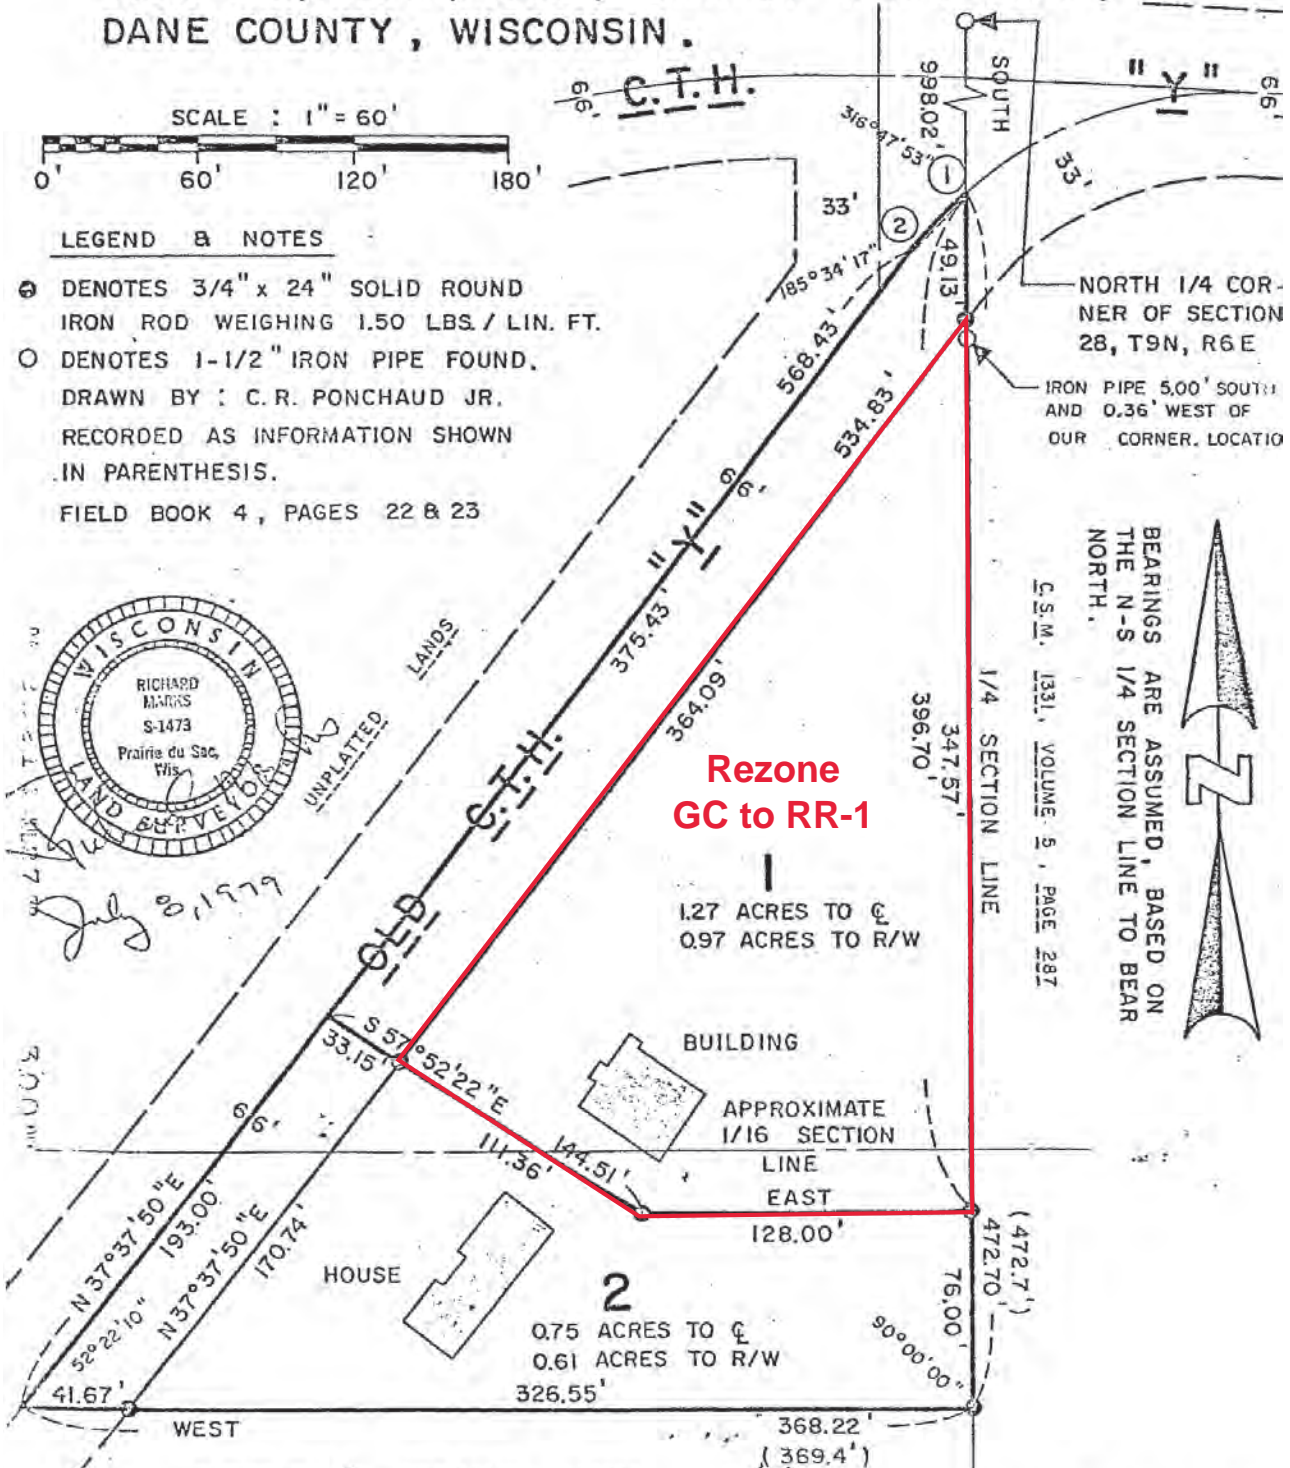 DANE COUNTY, WISCONSIN.
SCALE : 1" = 60'
0' 60' 120' 180'
LEGEND & NOTES
DENOTES 3/4" x 24" SOLID ROUND
IRON ROD WEIGHING 1.50 LBS./ LIN. FT.
DENOTES 1-1/2" IRON PIPE FOUND.
DRAWN BY : C. R. PONCHAUD JR.
RECORDED AS INFORMATION SHOWN
IN PARENTHESIS.
FIELD BOOK 4, PAGES 22 & 23
66'
C.T.H.
"Y"
66'
SOUTH
998.02'
316°47'53"
1
33'
33'
2
185°34'17"
49.13'
NORTH 1/4 COR-
NER OF SECTION
28, T9N, R6E
IRON PIPE 5.00' SOUTH
AND 0.36' WEST OF
OUR CORNER. LOCATIO
568.43'
534.83'
66'
"Y"
375.43'
364.09'
LANDS
UNPLATTED
WISCONSIN
RICHARD
MARKS
S-1473
Prairie du Sac,
Wis.
LAND SURVEYOR
July 8, 1979
C.T.H.
OLD
BEARINGS ARE ASSUMED, BASED ON
THE N-S 1/4 SECTION LINE TO BEAR
NORTH.
C.S.M. 1331, VOLUME 5, PAGE 287
1/4 SECTION LINE
347.57'
396.70'
Rezone
GC to RR-1
1
1.27 ACRES TO ℄
0.97 ACRES TO R/W
S 57°52'22"E
33.15'
BUILDING
APPROXIMATE
1/16 SECTION
LINE
66'
144.51'
111.36'
EAST
128.00'
N 37°37'50"E
193.00'
N 37°37'50"E
170.74'
52°22'10"
HOUSE
2
0.75 ACRES TO ℄
0.61 ACRES TO R/W
(472.7')
472.70'
76.00'
90°00'00"
41.67'
326.55'
WEST
368.22'
(369.4')